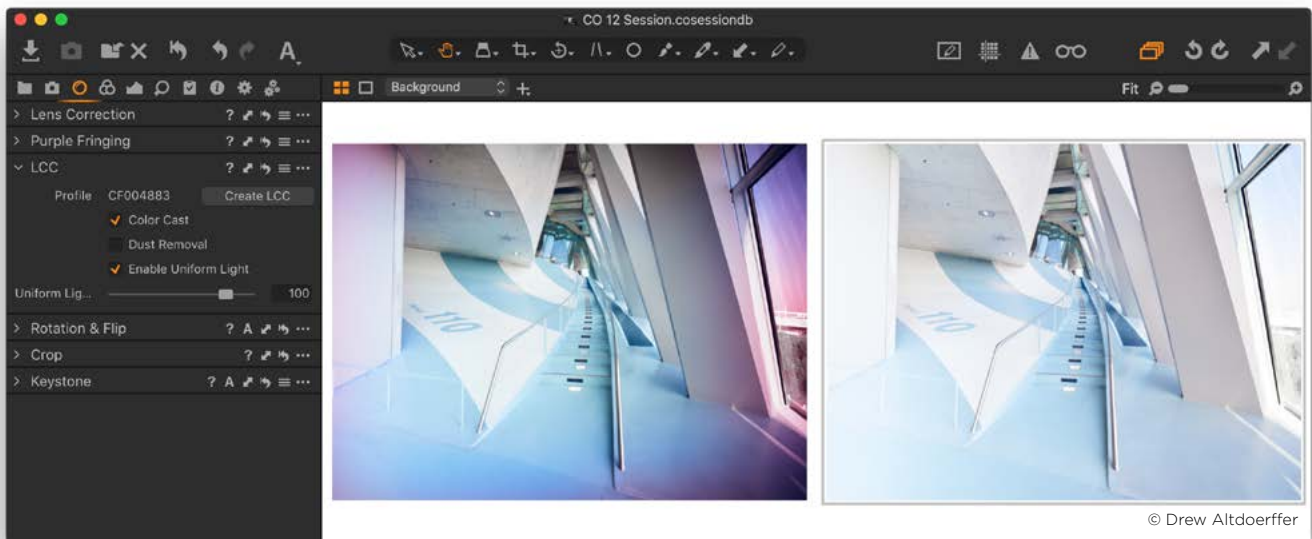 CO 12 Session.cosessiondb
A
Background
Fit
Lens Correction ?
Purple Fringing ?
LCC ?
Profile CF004883 Create LCC
Color Cast
Dust Removal
Enable Uniform Light
Uniform Lig... 100
Rotation & Flip ? A
Crop ?
Keystone ? A
110
110
© Drew Altdoerffer